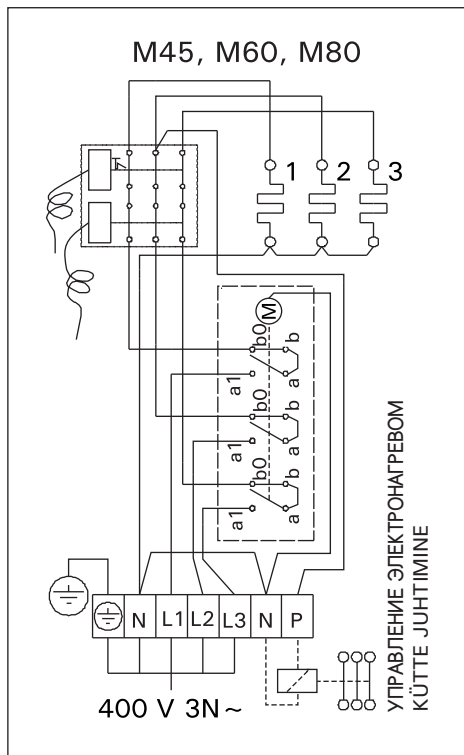 M45, M60, M80
1 2 3
T
M
b0 b
a1 a
b0 b
a1 a
b0 b
a1 a
N L1 L2 L3 N P
400 V 3N ~
УПРАВЛЕНИЕ ЭЛЕКТРОНАГРЕВОМ
KÜTTE JUHTIMINE